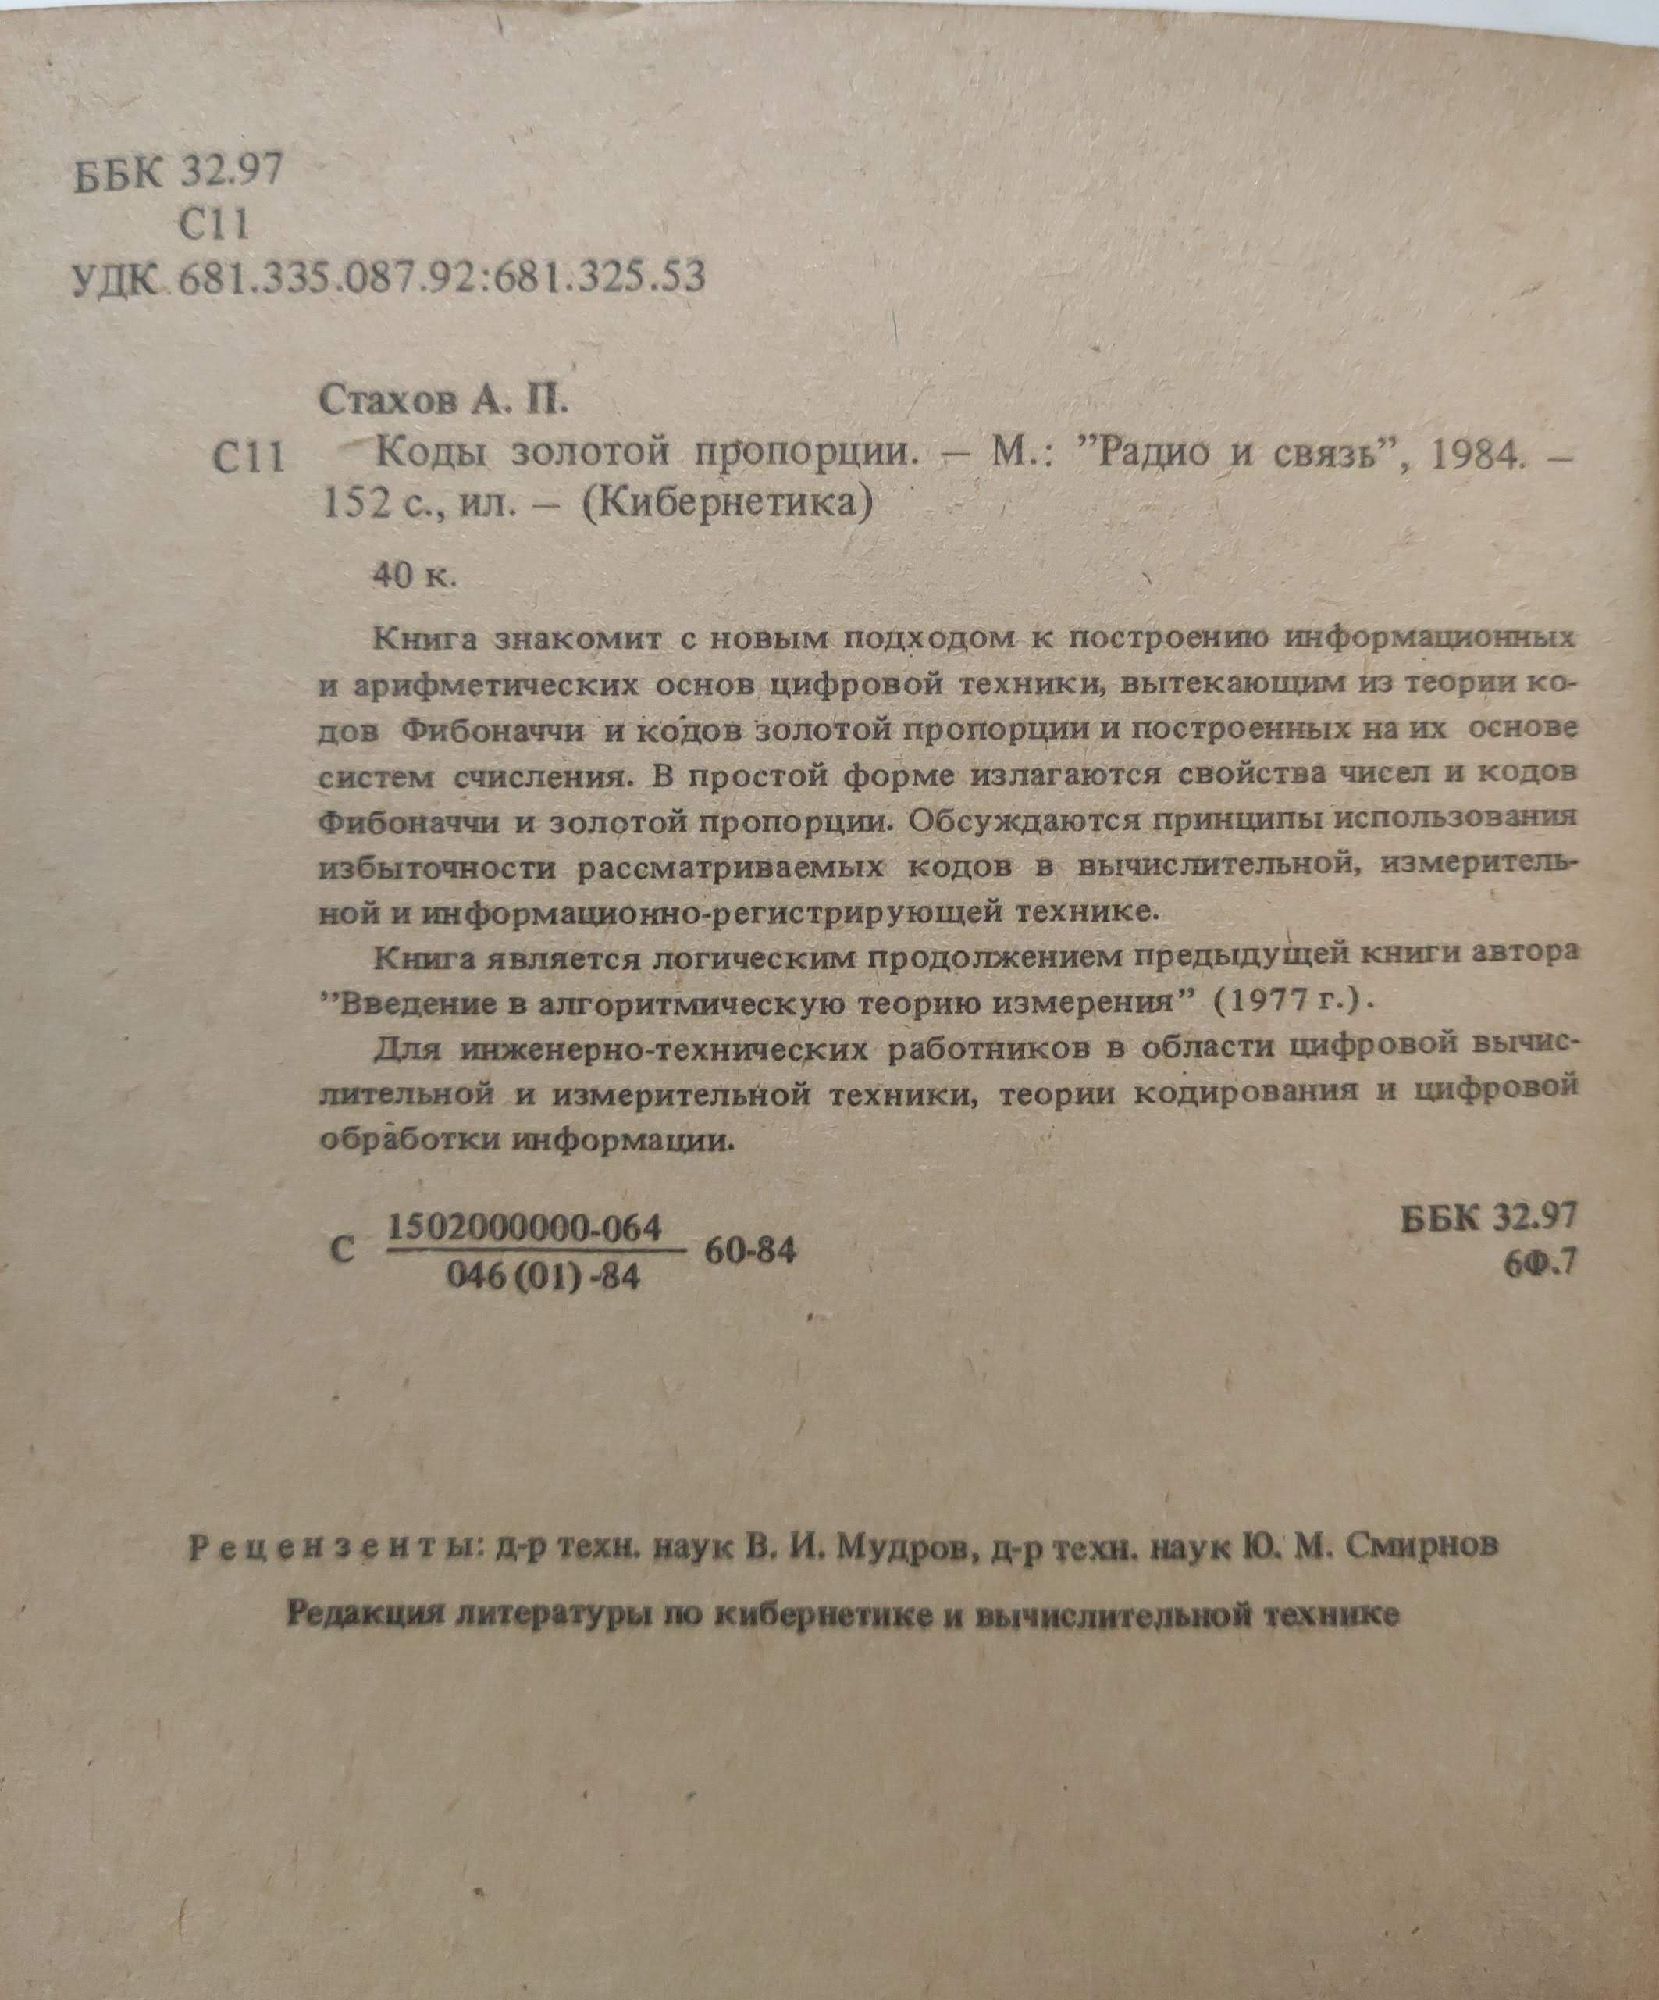 ББК 32.97
С11
УДК 681.335.087.92:681.325.53
Стахов А. П.
С11 Коды золотой пропорции. — М.: ”Радио и связь”, 1984. —
152 с., ил. — (Кибернетика)
40 к.
Книга знакомит с новым подходом к построению информационных
и арифметических основ цифровой техники, вытекающим из теории ко-
дов Фибоначчи и кодов золотой пропорции и построенных на их основе
систем счисления. В простой форме излагаются свойства чисел и кодов
Фибоначчи и золотой пропорции. Обсуждаются принципы использования
избыточности рассматриваемых кодов в вычислительной, измеритель-
ной и информационно-регистрирующей технике.
Книга является логическим продолжением предыдущей книги автора
”Введение в алгоритмическую теорию измерения” (1977 г.).
Для инженерно-технических работников в области цифровой вычис-
лительной и измерительной техники, теории кодирования и цифровой
обработки информации.
С 1502000000-064 60-84
046(01)-84
ББК 32.97
6Ф.7
Рецензенты: д-р техн. наук В. И. Мудров, д-р техн. наук Ю. М. Смирнов
Редакция литературы по кибернетике и вычислительной технике